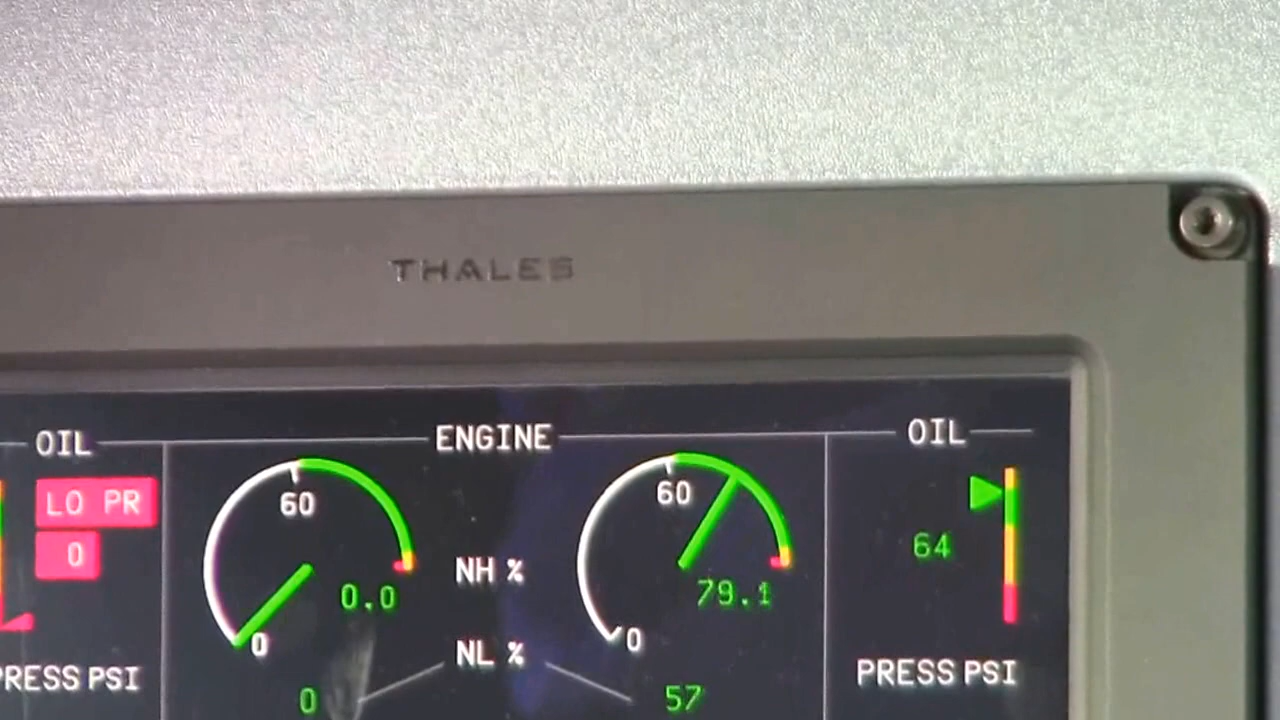 THALES
OIL ENGINE OIL
LO PR 60 60
0 64
NH %
0.0 79.1
0 0
NL %
PRESS PSI PRESS PSI
0 57